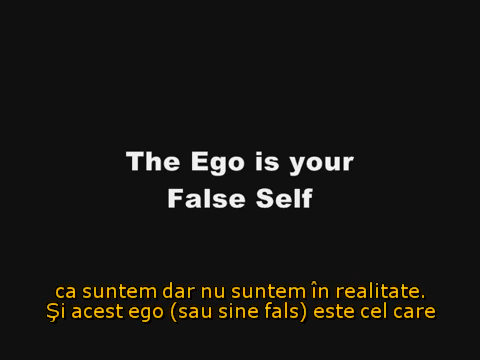 The Ego is your
False Self
ca suntem dar nu suntem în realitate.
Şi acest ego (sau sine fals) este cel care